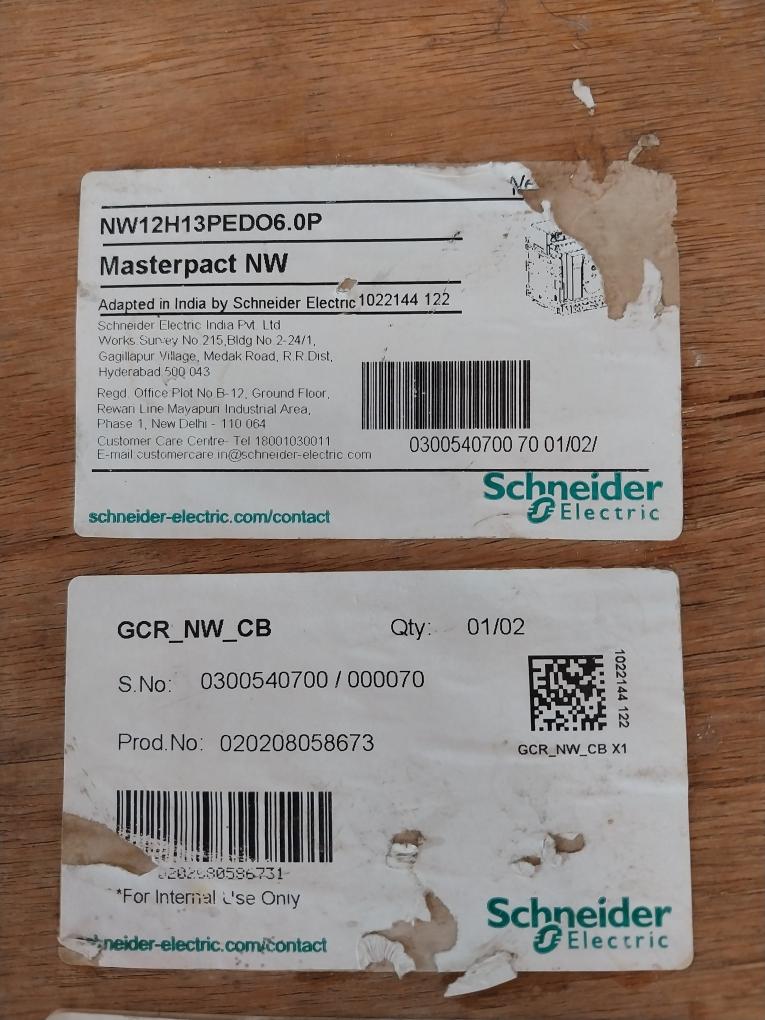 NW12H13PEDO6.0P
Masterpact NW
Adapted in India by Schneider Electric 1022144 122
Schneider Electric India Pvt. Ltd
Works.Survey No.215,Bldg No.2-24/1,
Gagillapur Village, Medak Road, R.R.Dist,
Hyderabad.500 043
Regd. Office Plot No B-12, Ground Floor,
Rewari Line Mayapuri Industrial Area,
Phase 1, New Delhi - 110 064
Customer Care Centre- Tel 18001030011
E-mail.customercare.in@schneider-electric.com
0300540700 70 01/02/
Schneider
Electric
schneider-electric.com/contact
GCR_NW_CB Qty: 01/02
S.No: 0300540700 / 000070
1022144 122
Prod.No: 020208058673
GCR_NW_CB X1
*For Internal Use Only
Schneider
Electric
hneider-electric.com/contact